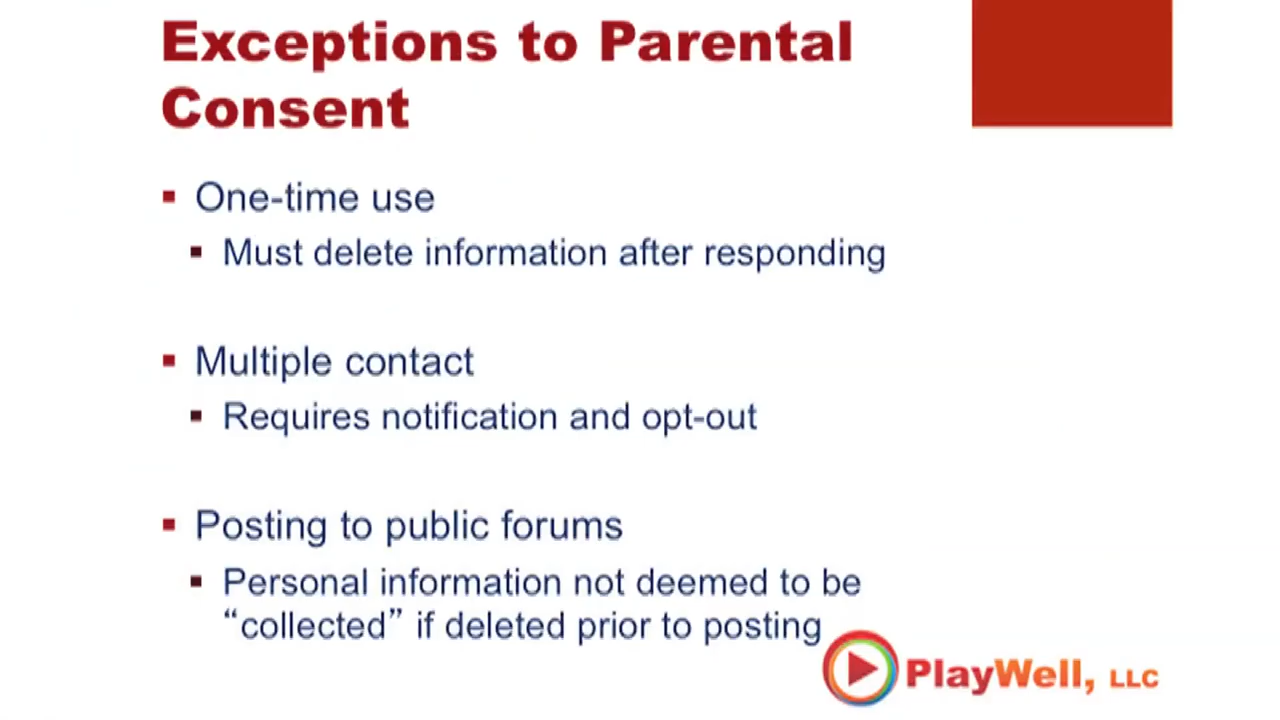 Exceptions to Parental
Consent
One-time use
Must delete information after responding
Multiple contact
Requires notification and opt-out
Posting to public forums
Personal information not deemed to be
“collected” if deleted prior to posting
PlayWell, LLC